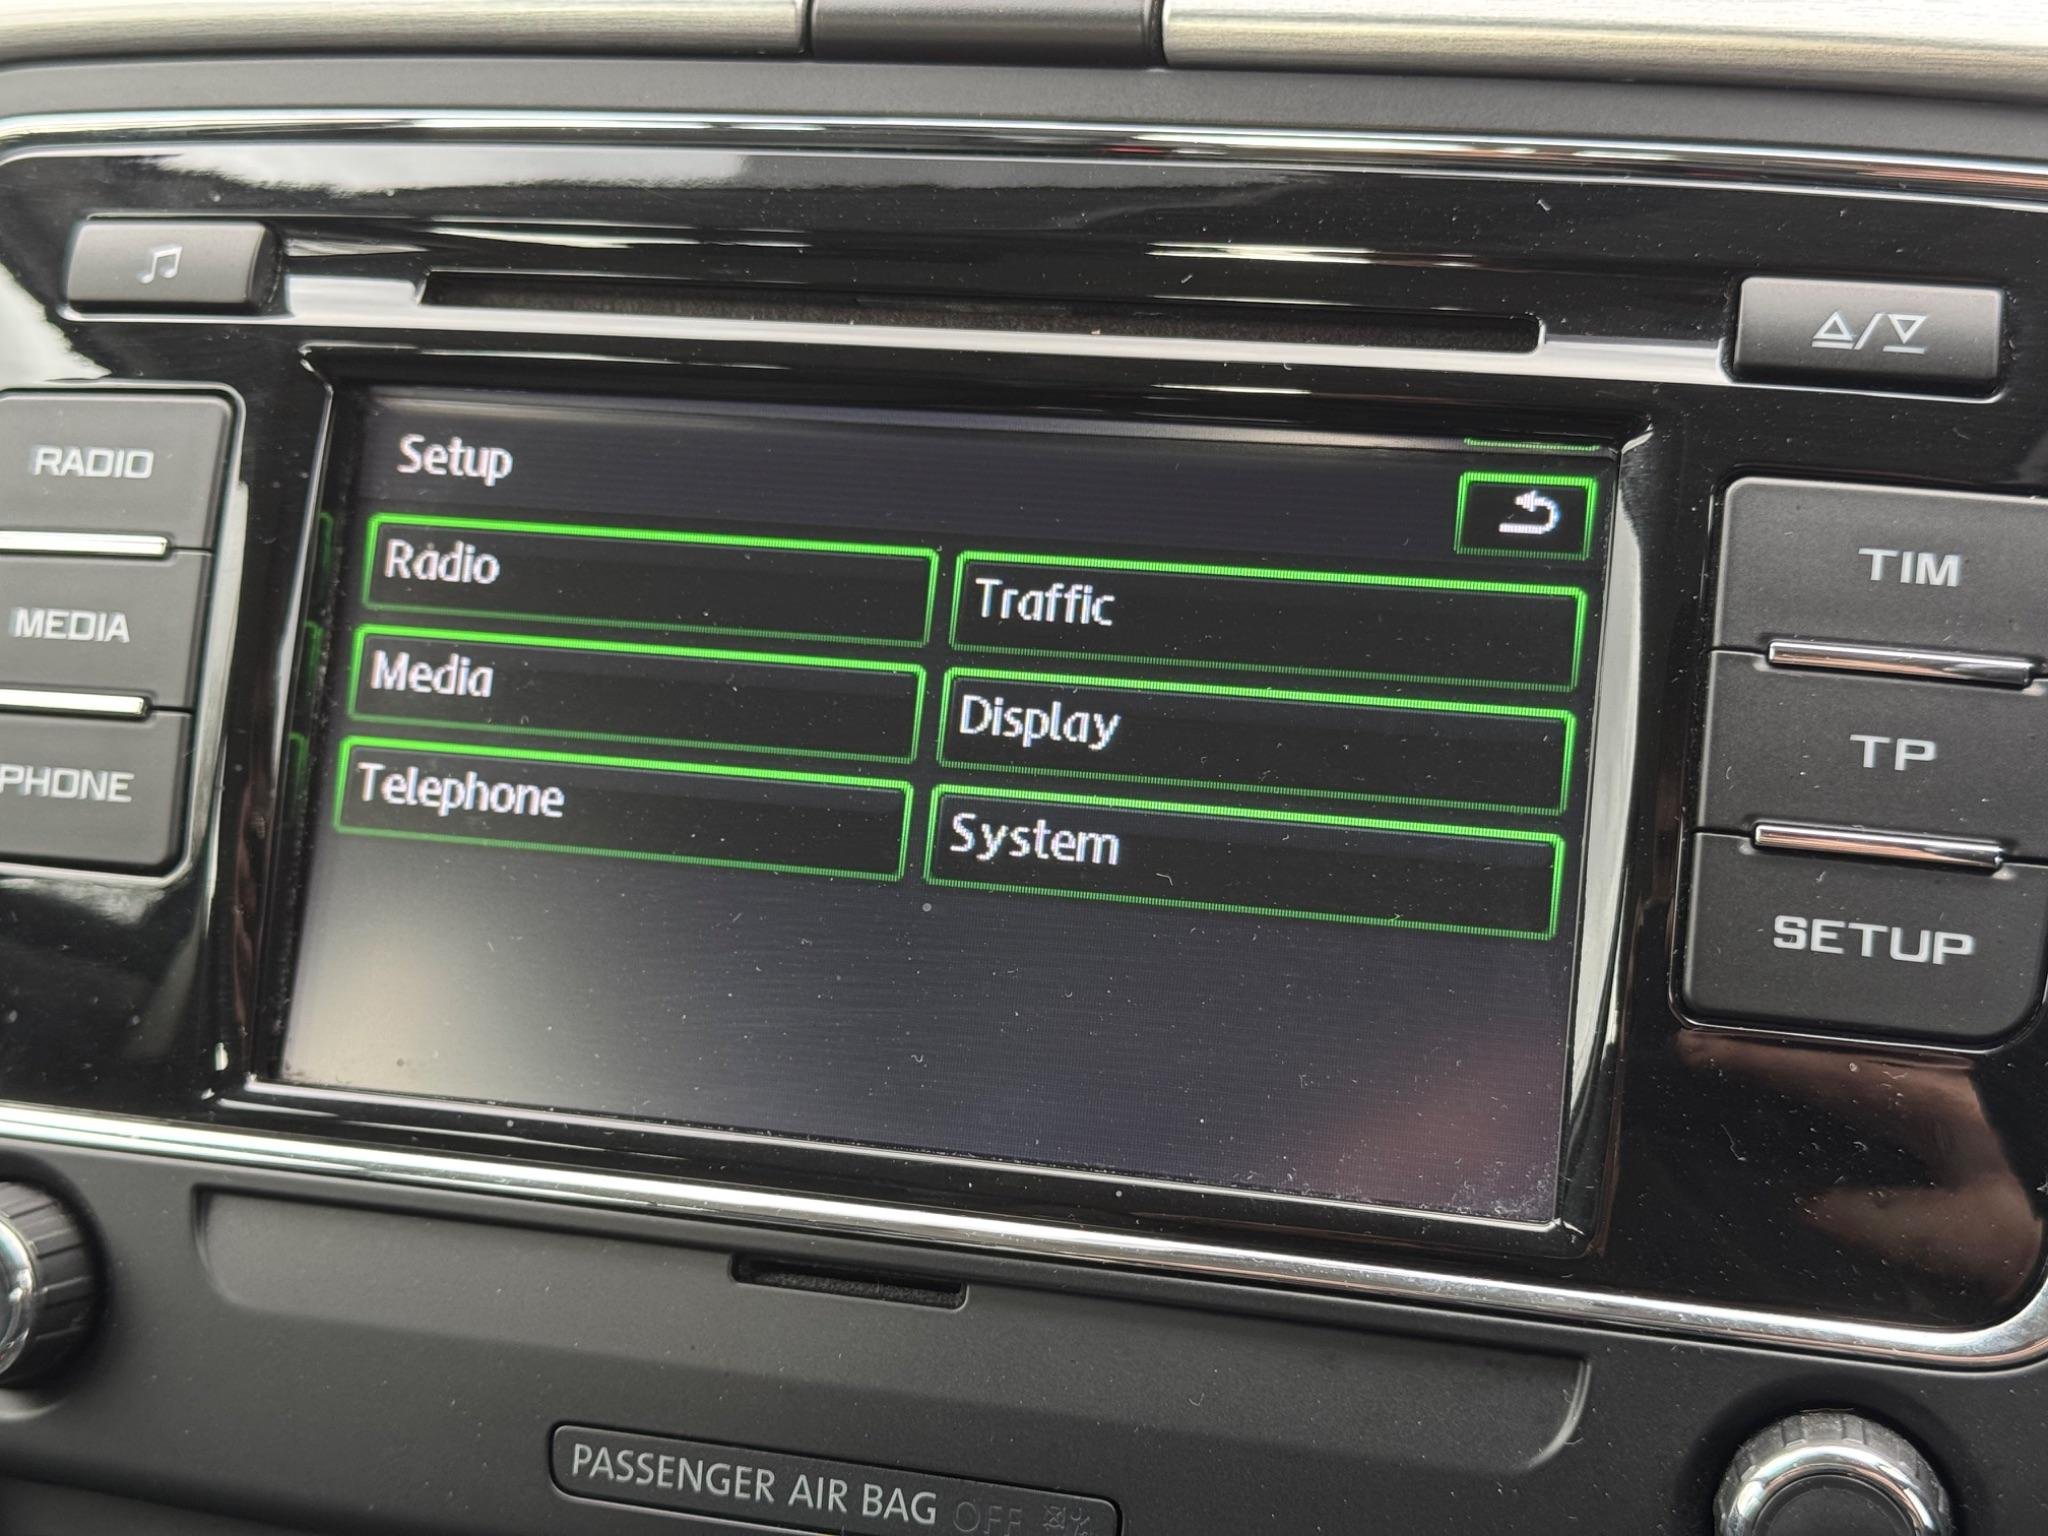 RADIO
MEDIA
PHONE
Setup
Radio
Traffic
Media
Display
Telephone
System
TIM
TP
SETUP
PASSENGER AIR BAG OFF